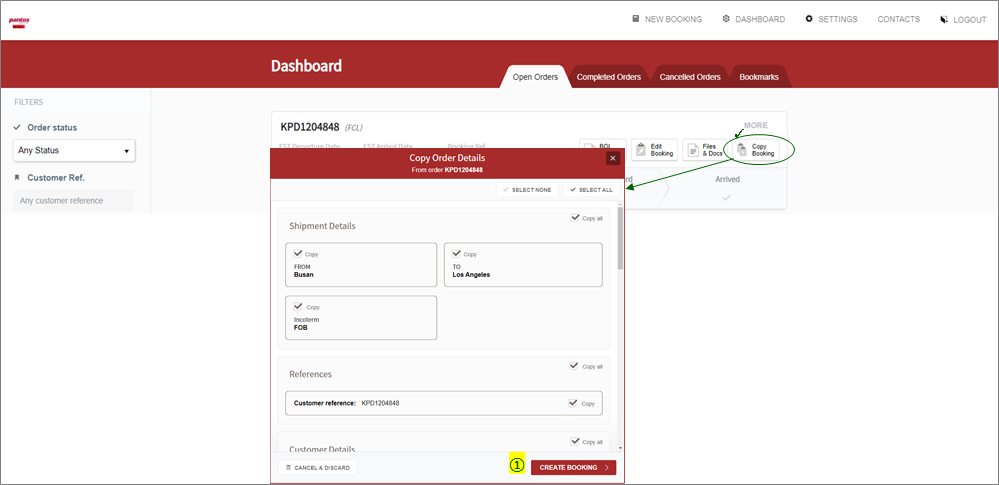 pantos
NEW BOOKING
DASHBOARD
SETTINGS
CONTACTS
LOGOUT
Dashboard
Open Orders
Completed Orders
Cancelled Orders
Bookmarks
FILTERS
Order status
Any Status
Customer Ref.
Any customer reference
KPD1204848 (FCL)
MORE
EST Departure Date
EST Arrival Date
Booking Ref
BOL
Edit
Booking
Files
& Docs
Copy
Booking
Arrived
Copy Order Details
From order KPD1204848
SELECT NONE
SELECT ALL
Shipment Details
Copy all
Copy
FROM
Busan
Copy
TO
Los Angeles
Copy
Incoterm
FOB
References
Copy all
Customer reference: KPD1204848
Copy
Customer Details
Copy all
CANCEL & DISCARD
①
CREATE BOOKING